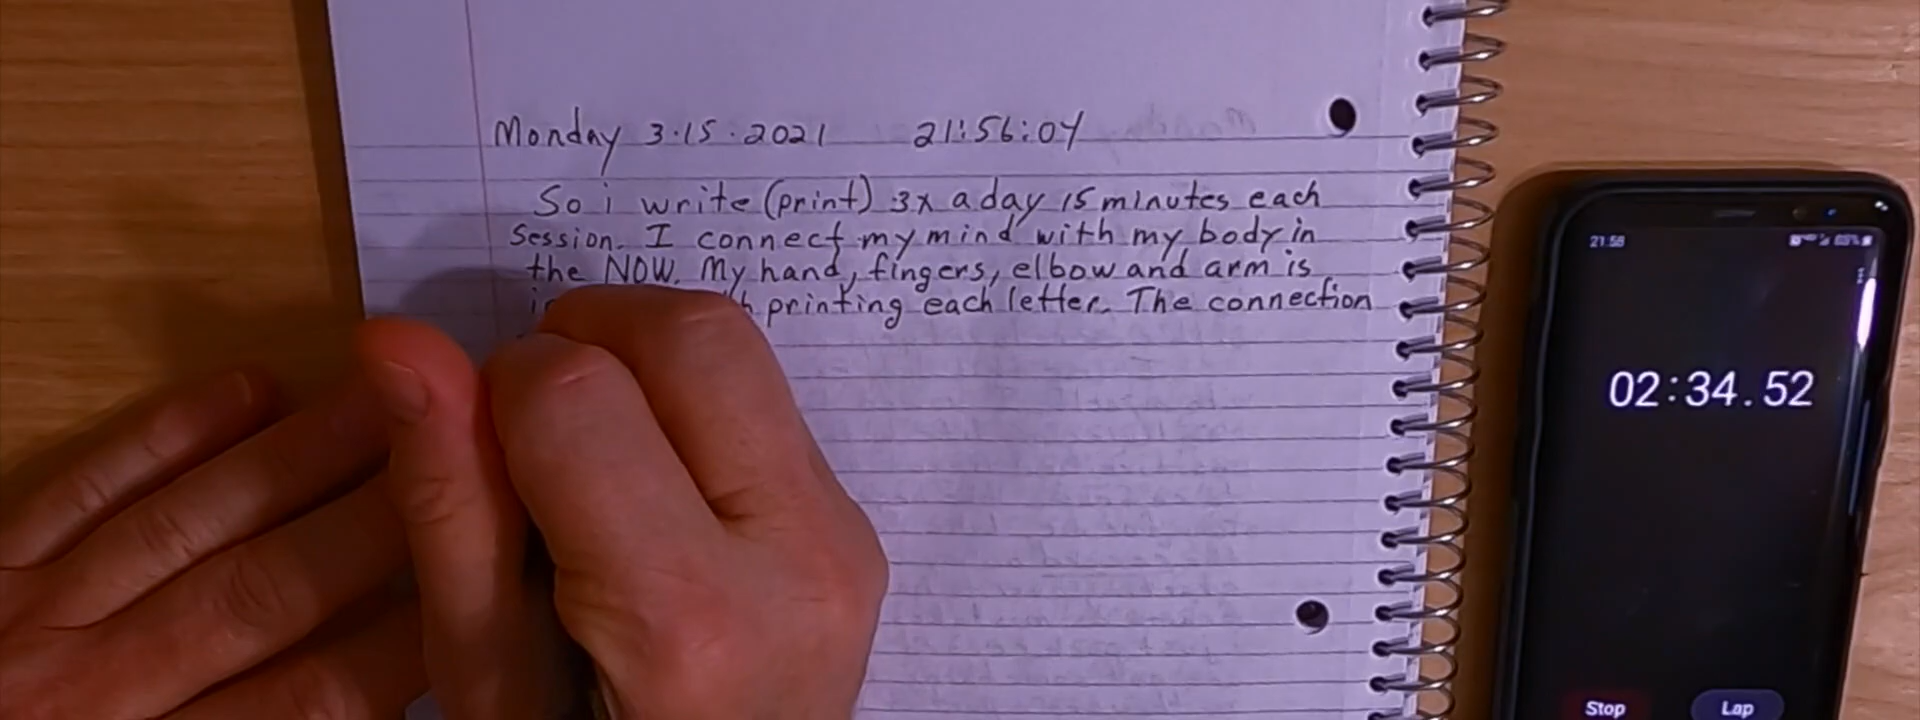 Monday 3·15·2021 21:56:04
So i write (print) 3x a day 15 minutes each
Session. I connect my mind with my body in
the NOW. My hand, fingers, elbow and arm is
printing each letter. The connection
21:58
02:34.52
Stop Lap